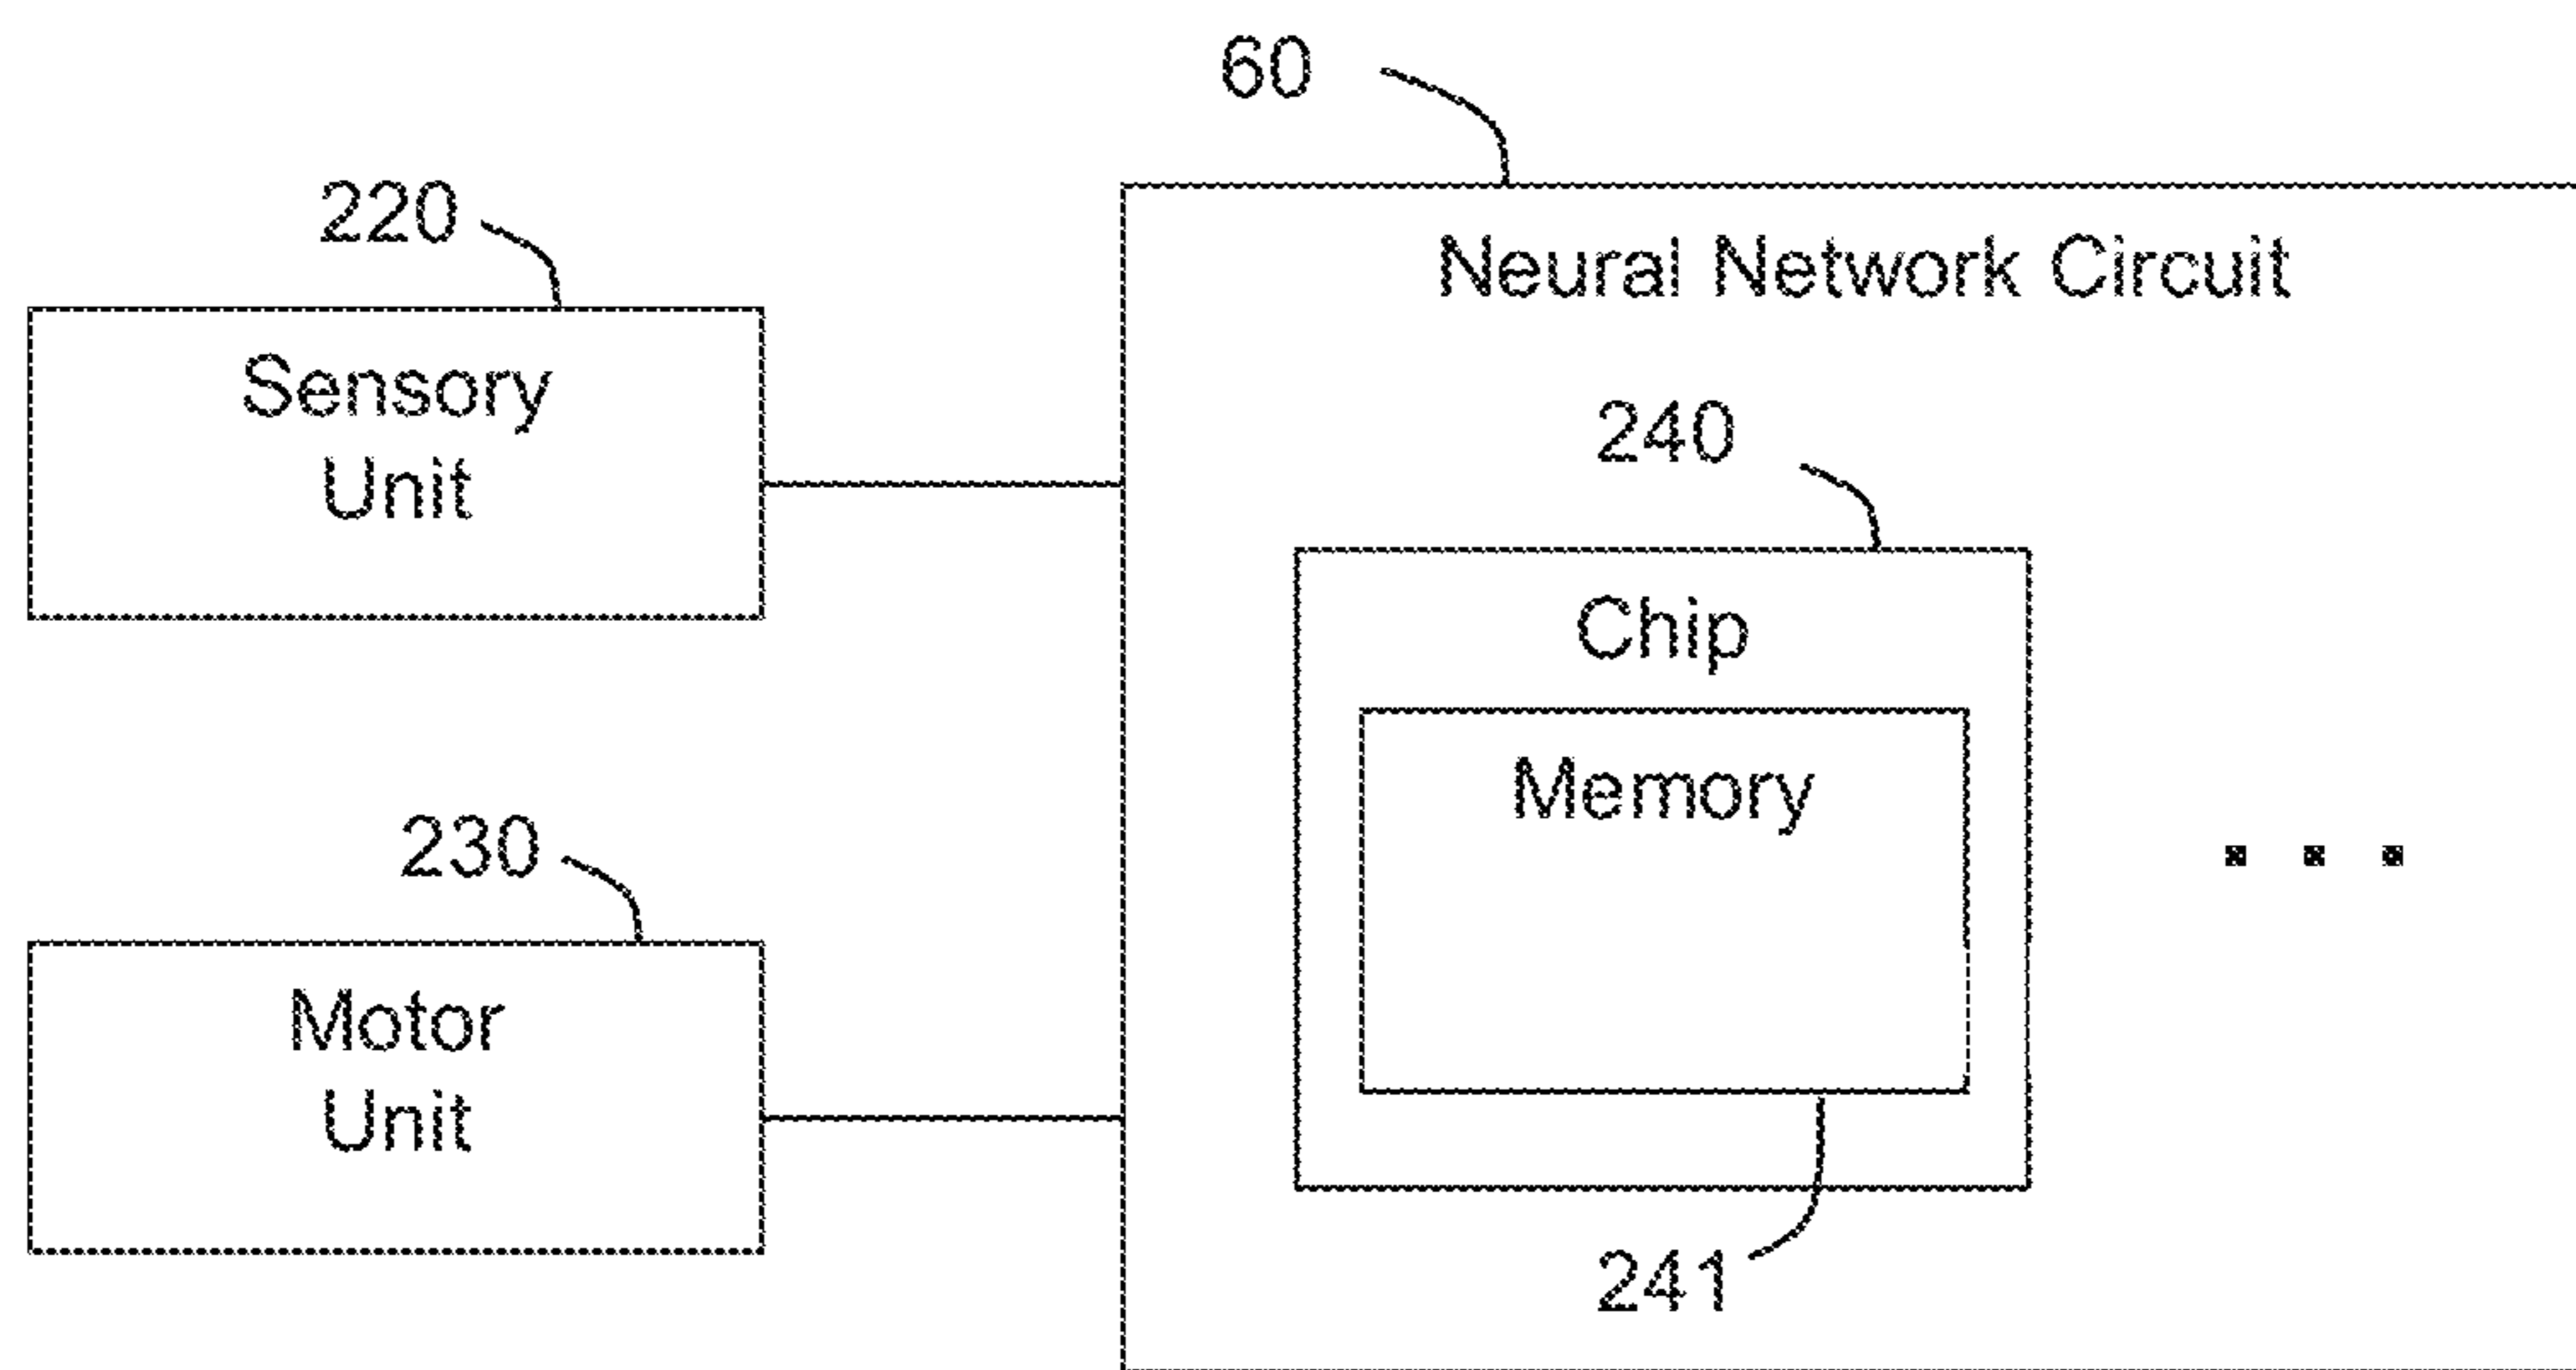 60
220
Neural Network Circuit
Sensory
Unit
240
Chip
Memory
230
Motor
Unit
241